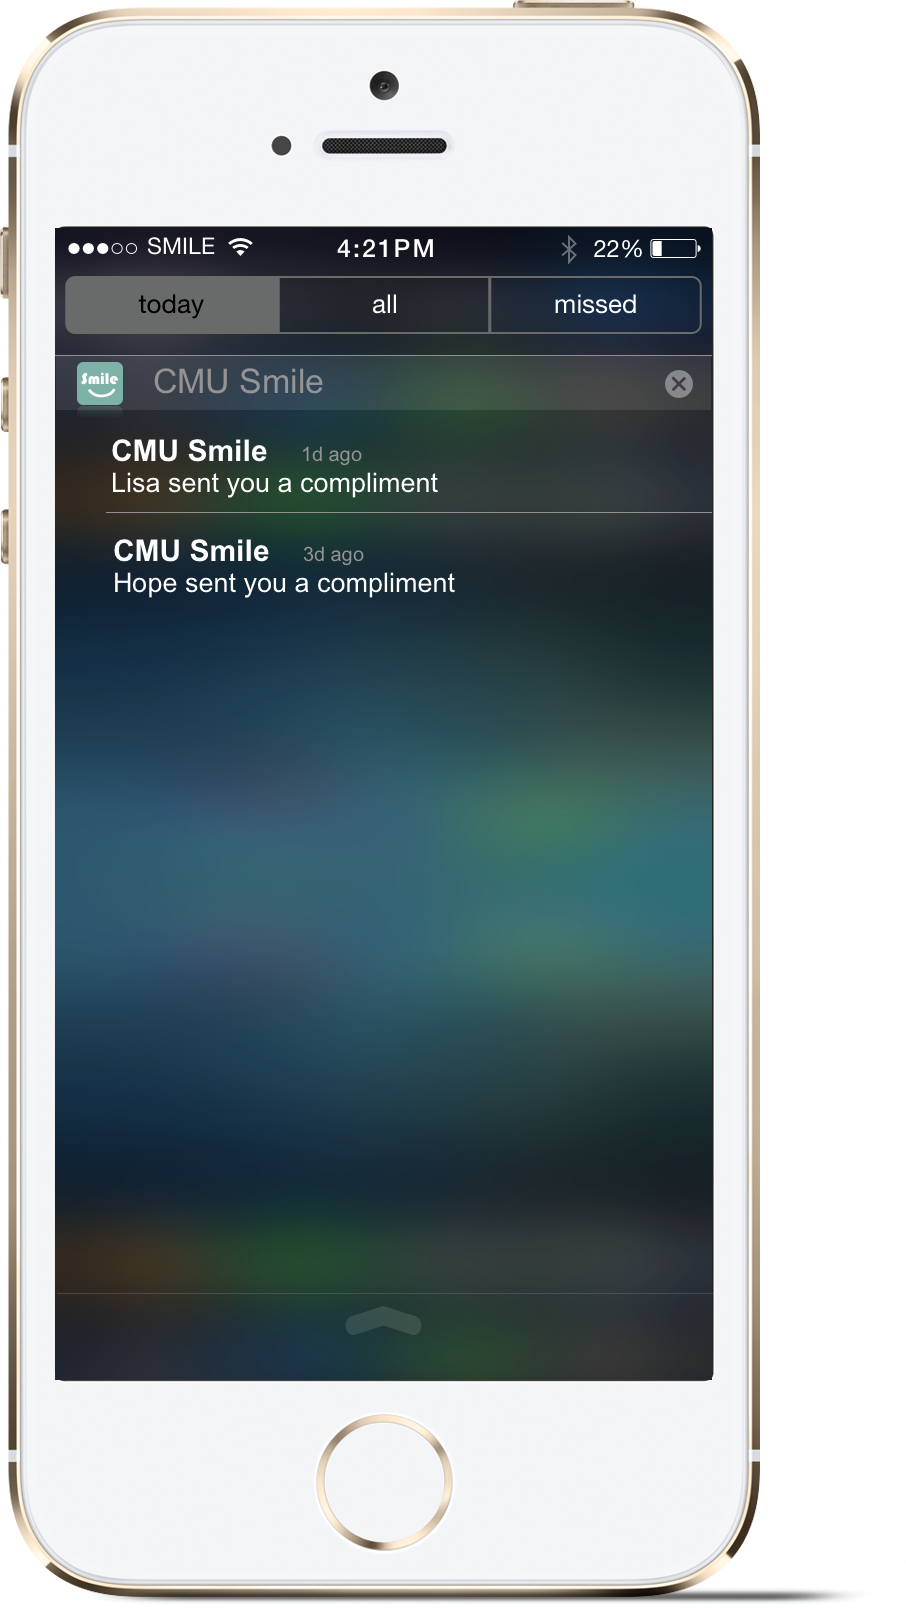 SMILE 4:21PM 22%
today all missed
Smile CMU Smile
CMU Smile 1d ago
Lisa sent you a compliment
CMU Smile 3d ago
Hope sent you a compliment